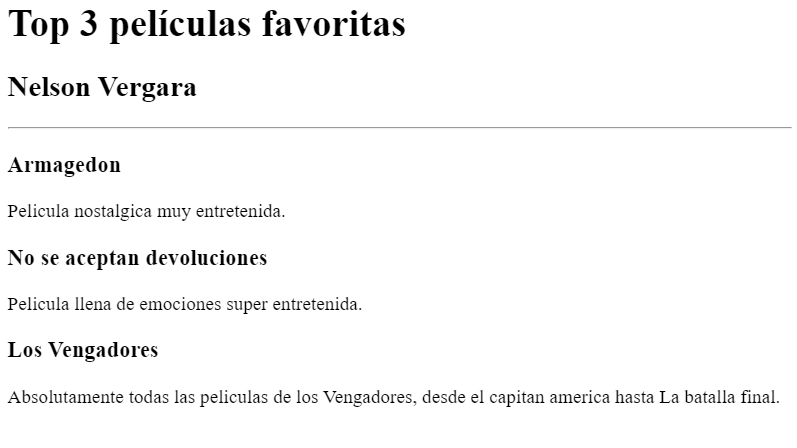 Top 3 películas favoritas
Nelson Vergara
Armagedon
Pelicula nostalgica muy entretenida.
No se aceptan devoluciones
Pelicula llena de emociones super entretenida.
Los Vengadores
Absolutamente todas las peliculas de los Vengadores, desde el capitan america hasta La batalla final.